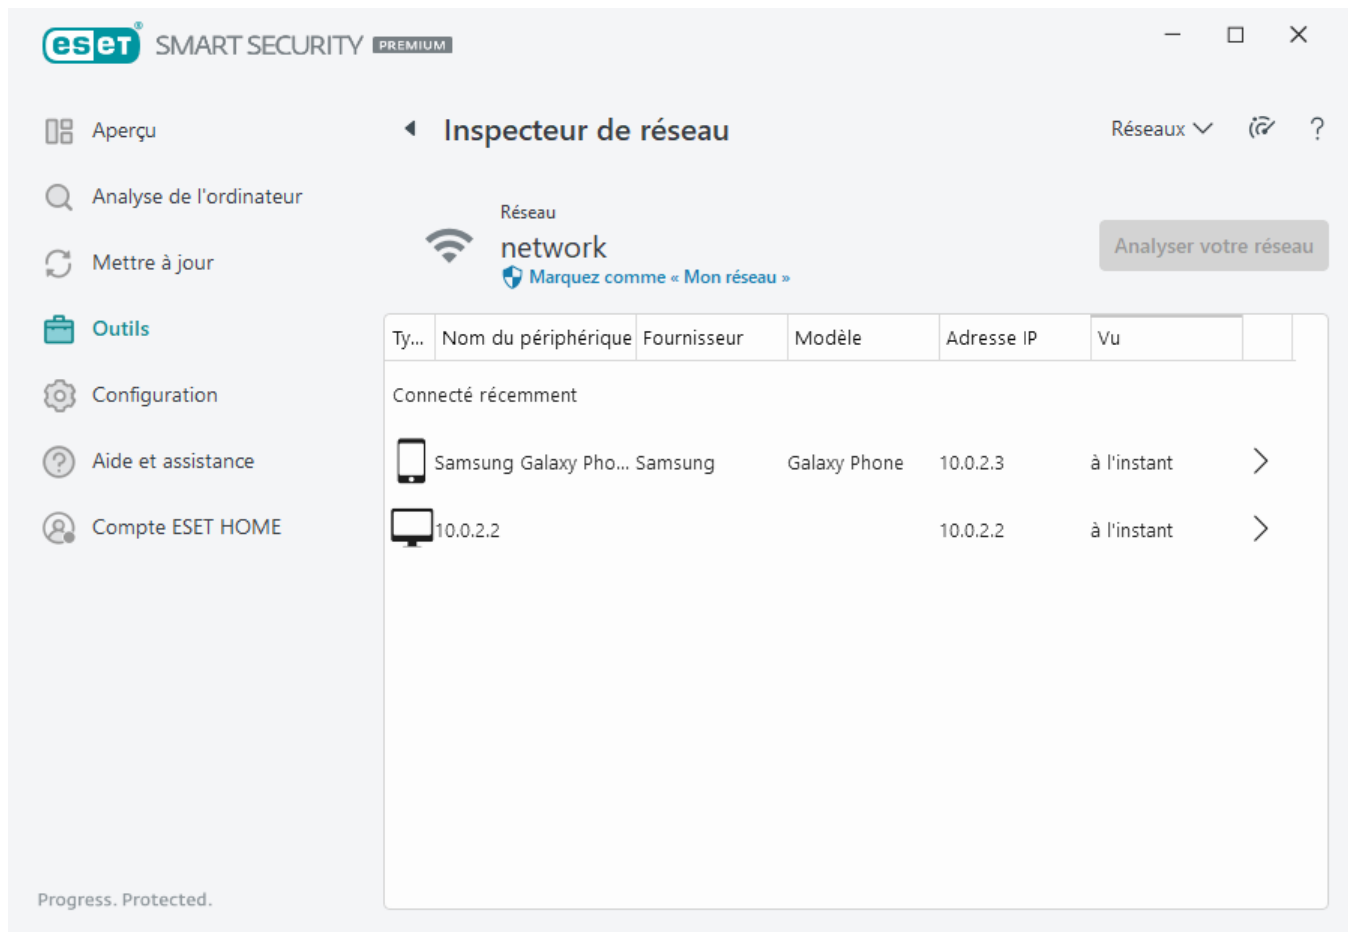 eset® SMART SECURITY PREMIUM
Aperçu
Analyse de l'ordinateur
Mettre à jour
Outils
Configuration
Aide et assistance
Compte ESET HOME
Progress. Protected.
Inspecteur de réseau
Réseaux
?
Réseau
network
Marquez comme « Mon réseau »
Analyser votre réseau
Ty... Nom du périphérique Fournisseur Modèle Adresse IP Vu
Connecté récemment
Samsung Galaxy Pho... Samsung Galaxy Phone 10.0.2.3 à l'instant
10.0.2.2 10.0.2.2 à l'instant